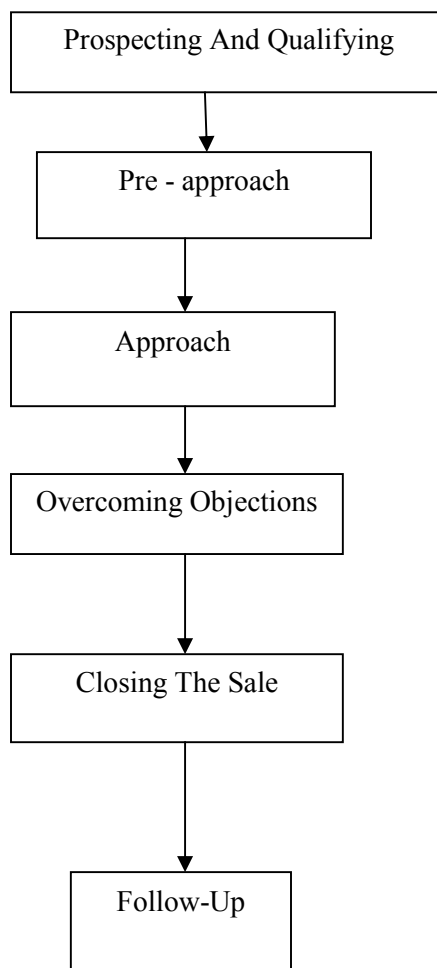 Prospecting And Qualifying
Pre - approach
Approach
Overcoming Objections
Closing The Sale
Follow-Up